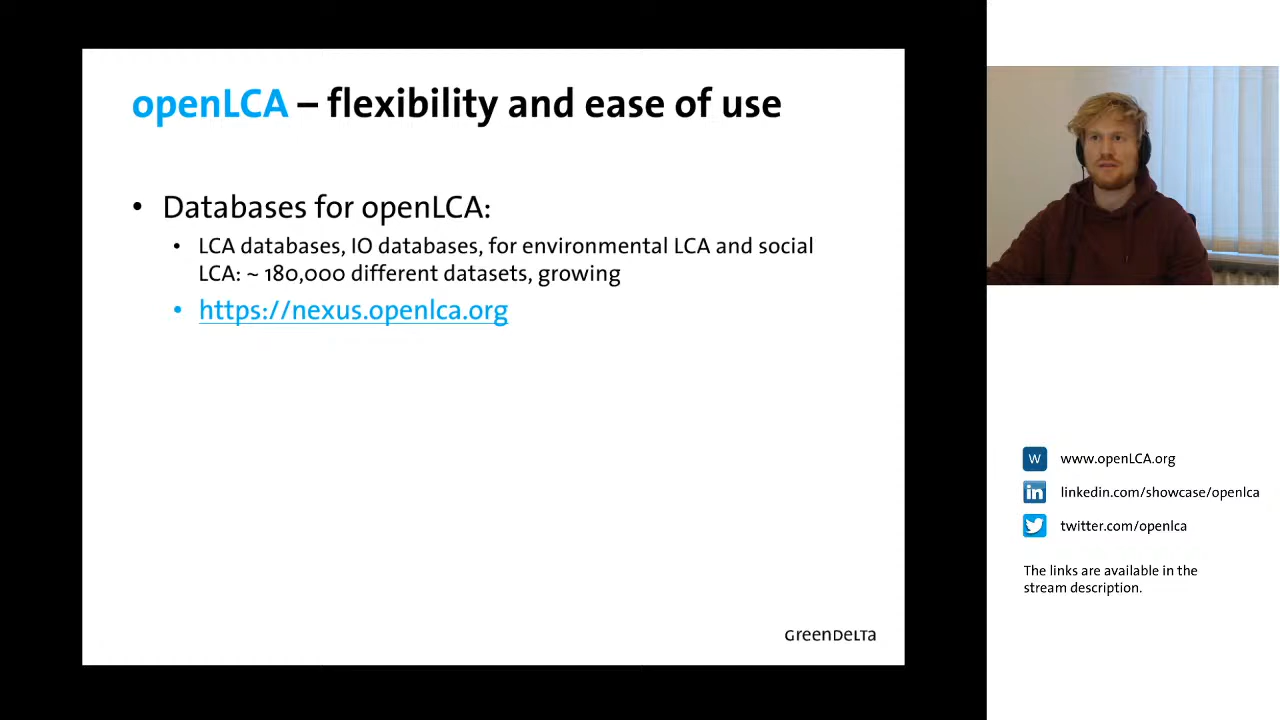 openLCA – flexibility and ease of use
• Databases for openLCA:
• LCA databases, IO databases, for environmental LCA and social
LCA: ~ 180,000 different datasets, growing
• https://nexus.openlca.org
GreenDeLTa
W www.openLCA.org
in linkedin.com/showcase/openlca
twitter.com/openlca
The links are available in the
stream description.